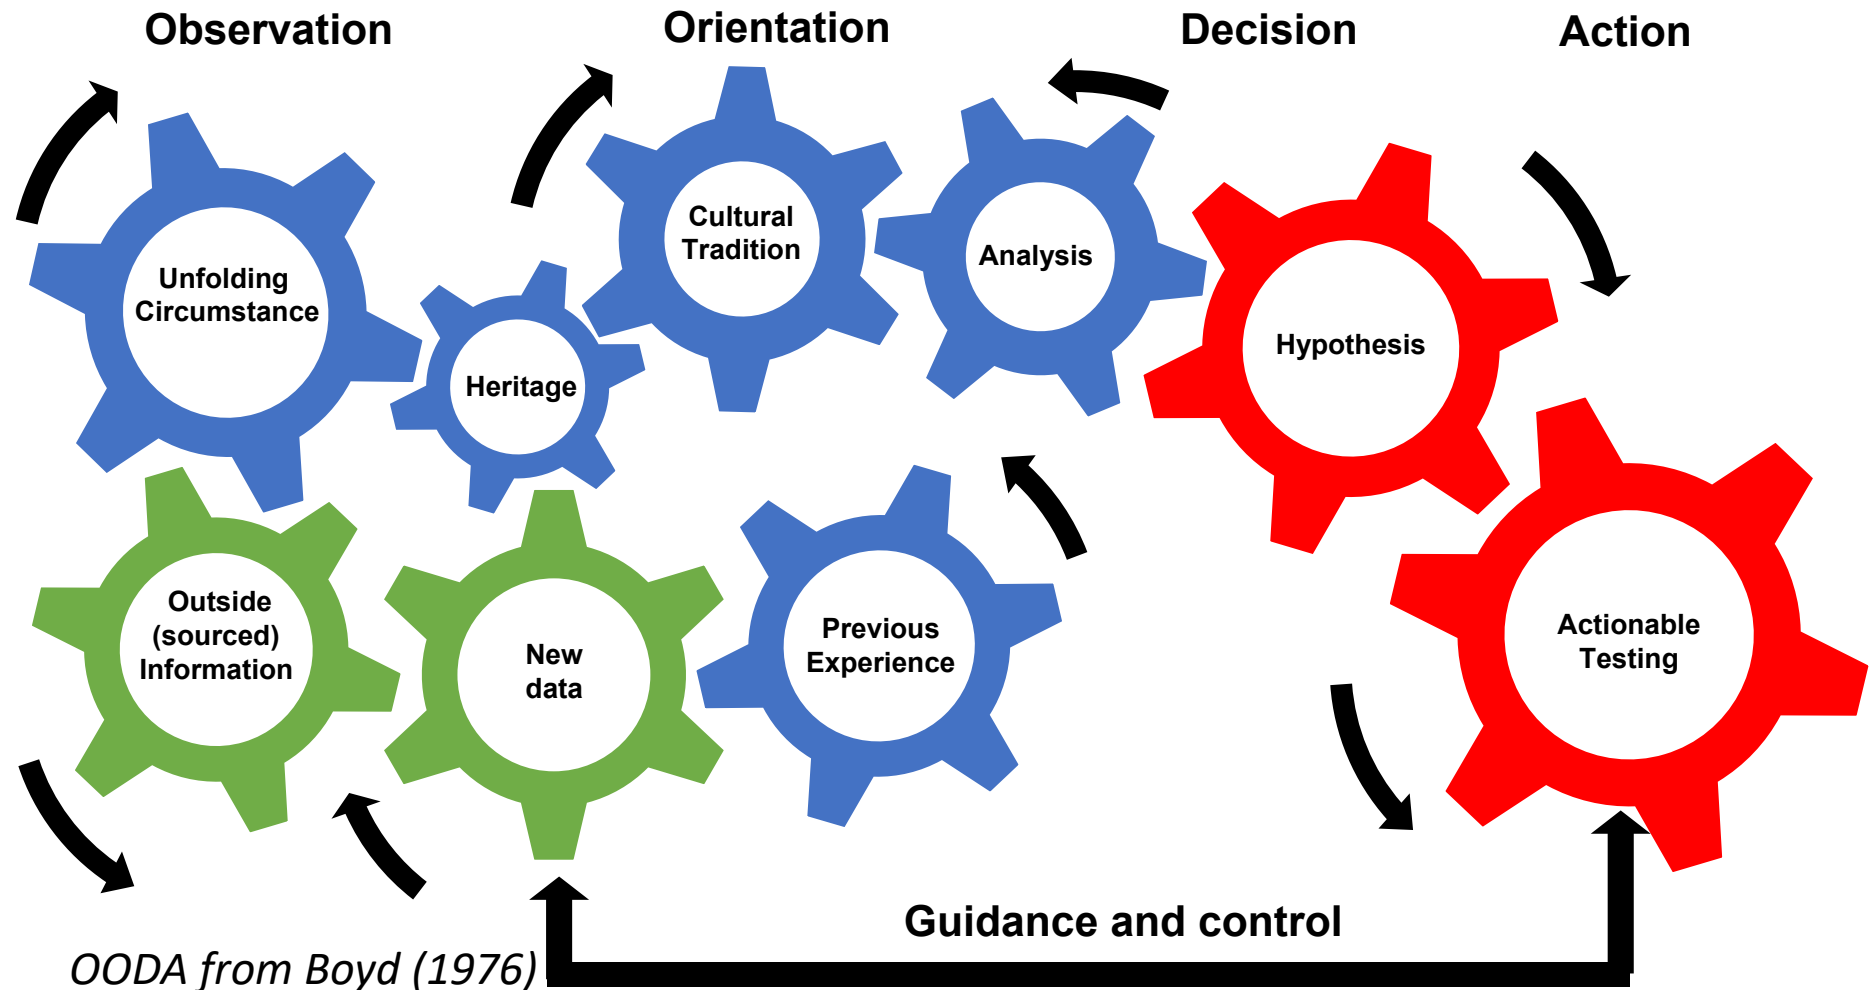 Observation
Orientation
Decision
Action
Unfolding
Circumstance
Heritage
Cultural
Tradition
Analysis
Hypothesis
Outside
(sourced)
Information
New
data
Previous
Experience
Actionable
Testing
Guidance and control
OODA from Boyd (1976)